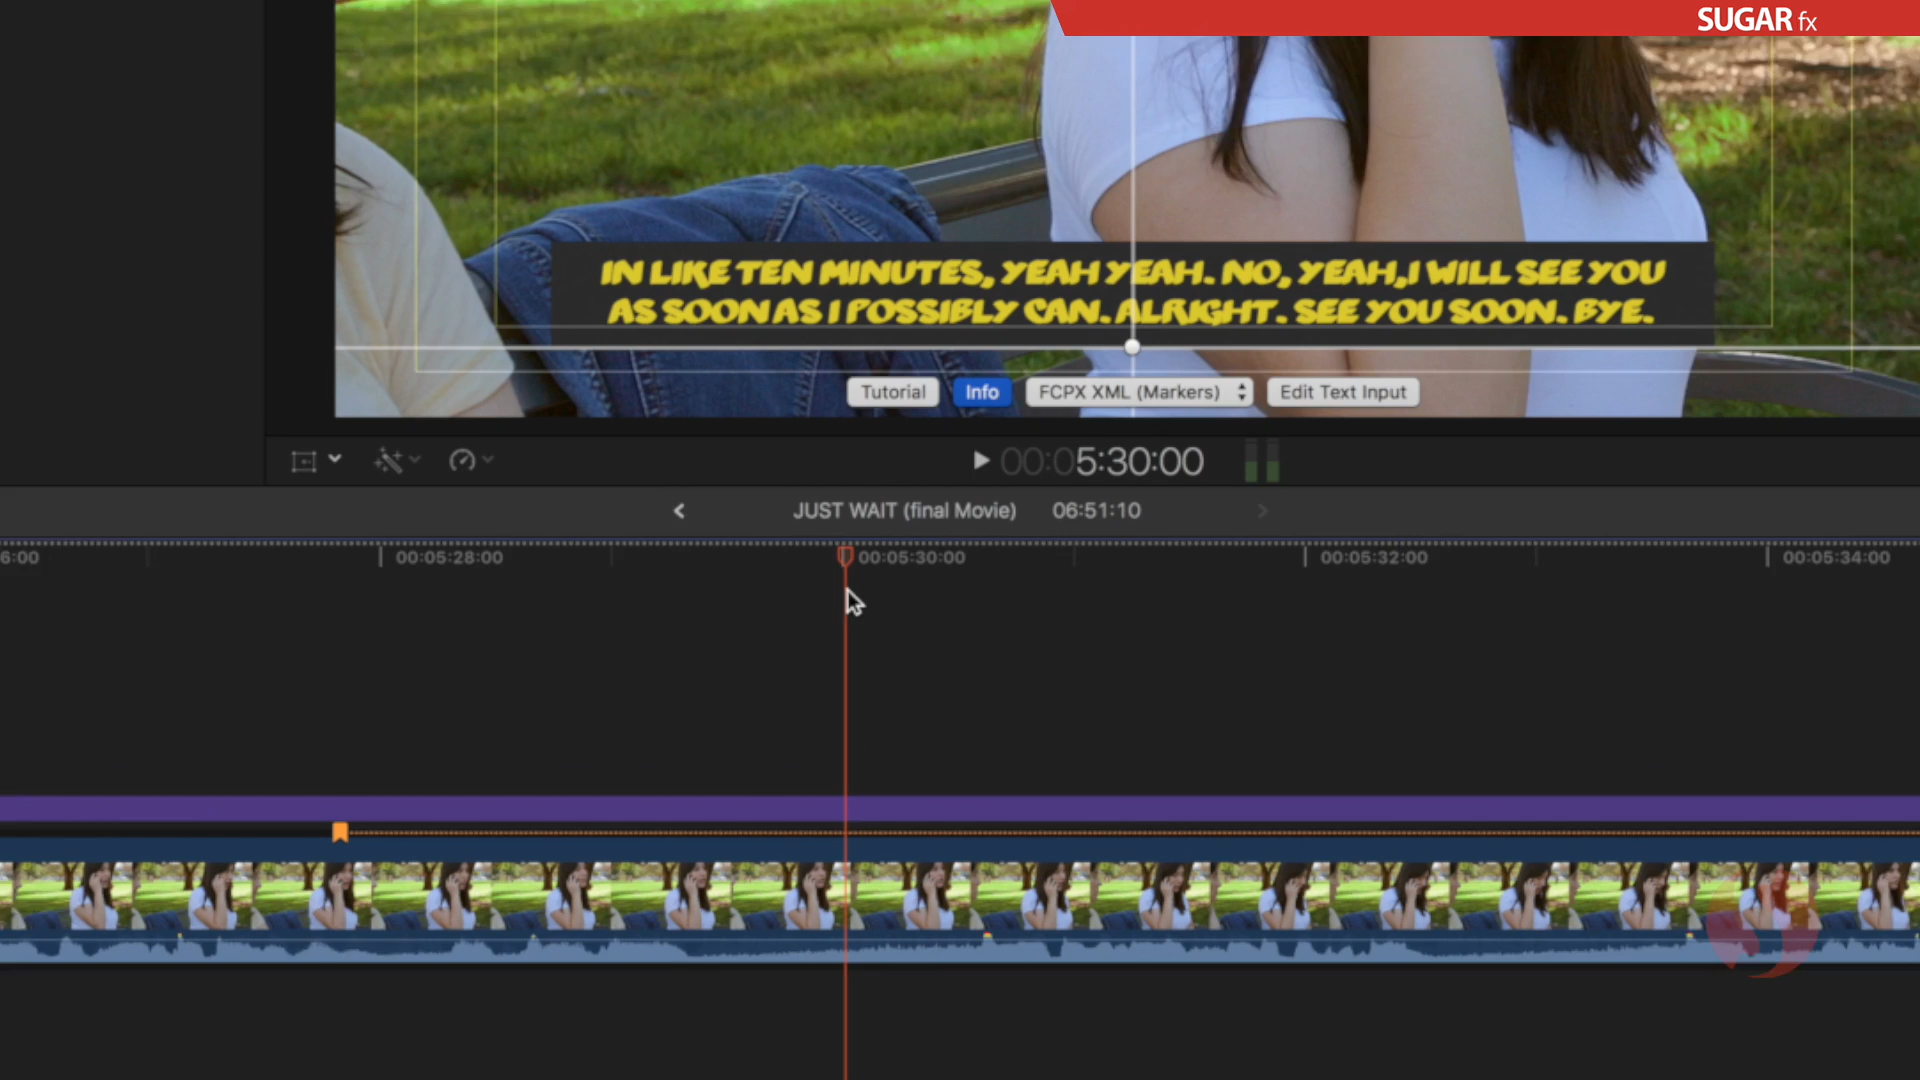 SUGAR fx
IN LIKE TEN MINUTES, YEAH YEAH. NO, YEAH,I WILL SEE YOU
AS SOON AS I POSSIBLY CAN. ALRIGHT. SEE YOU SOON. BYE.
Tutorial Info FCPX XML (Markers) Edit Text Input
00:05:30:00
JUST WAIT (final Movie) 06:51:10
6:00 00:05:28:00 00:05:30:00 00:05:32:00 00:05:34:00